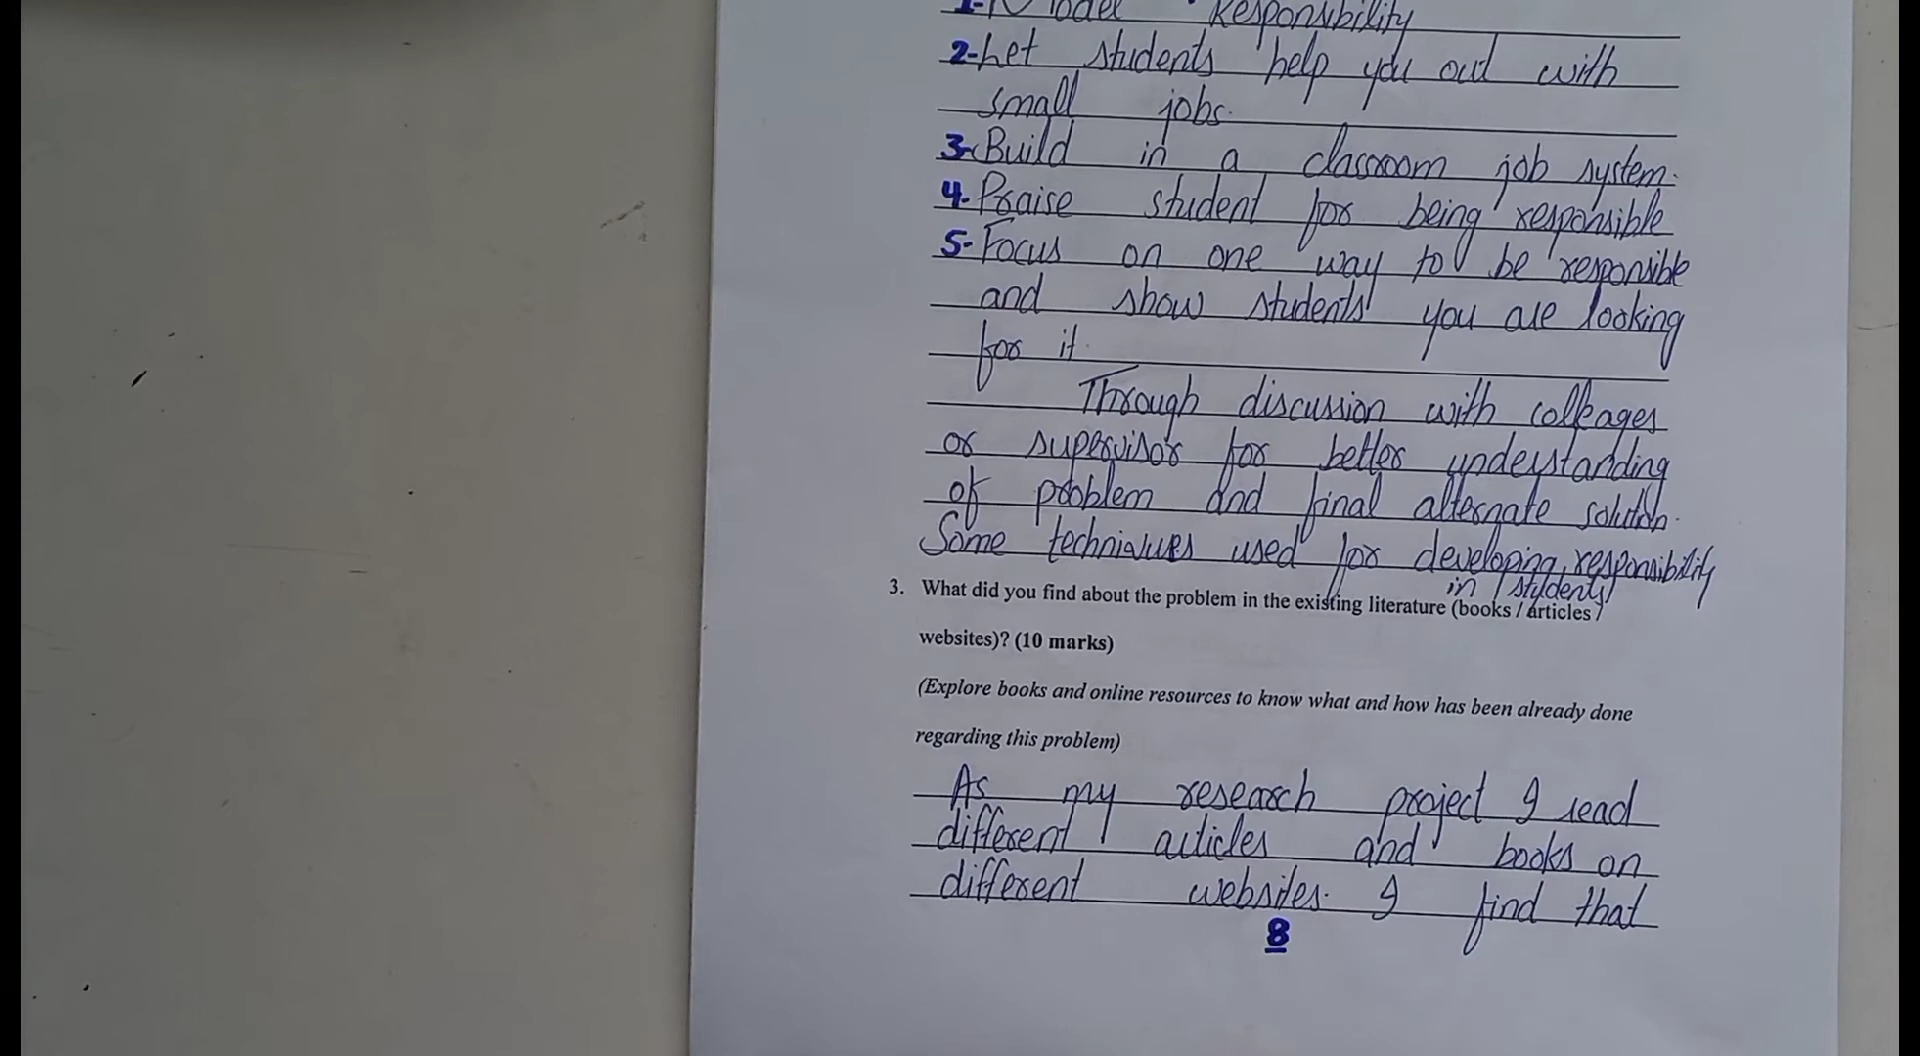 1- Model Responsibility
2- Let students help you out with
small jobs.
3- Build in a classroom job system.
4- Praise student for being responsible
5- Focus on one way to be responsible
and show students you are looking
for it.
Through discussion with colleages
or supervisor for better understanding
of problem and final alternate solution.
Some techniques used for developing responsibility
in students
3. What did you find about the problem in the existing literature (books / articles /
websites)? (10 marks)
(Explore books and online resources to know what and how has been already done
regarding this problem)
As my research project I read
different articles and books on
different websites. I find that
8